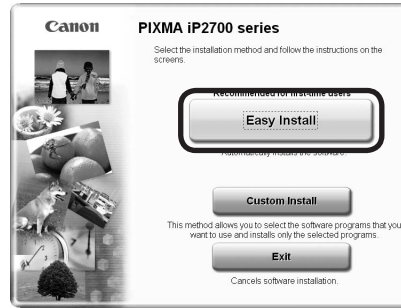 Canon
PIXMA iP2700 series
Select the installation method and follow the instructions on the
screens.
Recommended for first-time users
Easy Install
Automatically installs the software.
Custom Install
This method allows you to select the software programs that you
want to use and installs only the selected programs.
Exit
Cancels software installation.